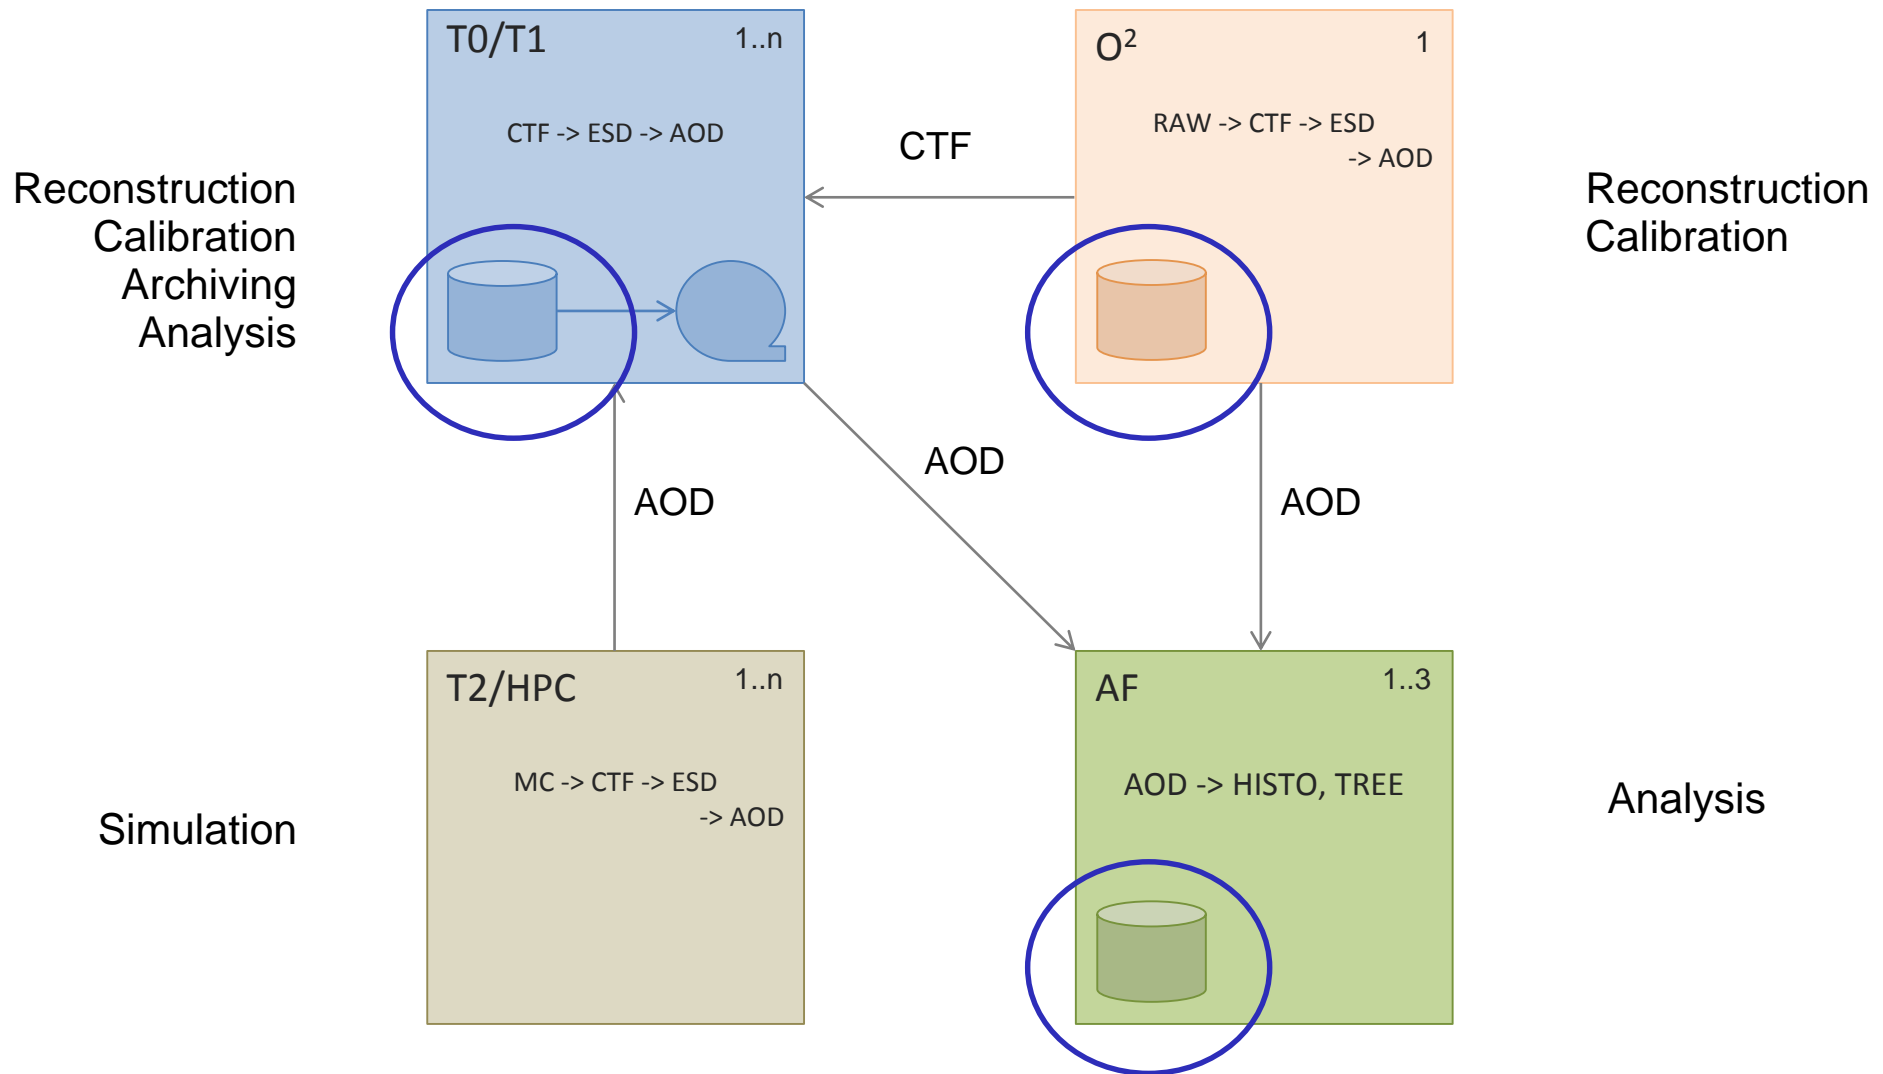 T0/T1
1..n
CTF -> ESD -> AOD
Reconstruction
Calibration
Archiving
Analysis
CTF
O²
1
RAW -> CTF -> ESD
-> AOD
Reconstruction
Calibration
AOD
AOD
AOD
T2/HPC
1..n
MC -> CTF -> ESD
-> AOD
Simulation
AF
1..3
AOD -> HISTO, TREE
Analysis